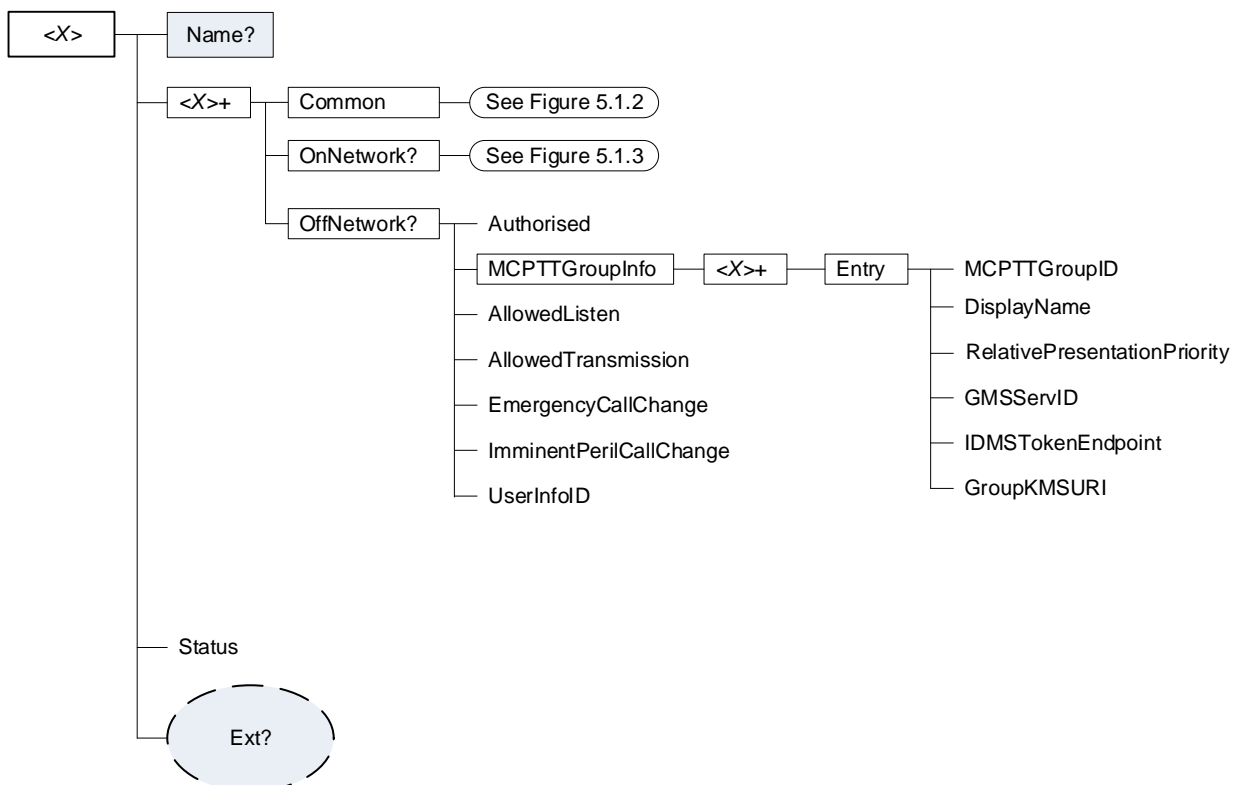 <X>
Name?
<X>+
Common
See Figure 5.1.2
OnNetwork?
See Figure 5.1.3
OffNetwork?
Authorised
MCPTTGroupInfo
<X>+
Entry
MCPTTGroupID
DisplayName
RelativePresentationPriority
GMSServID
IDMSTokenEndpoint
GroupKMSURI
AllowedListen
AllowedTransmission
EmergencyCallChange
ImminentPerilCallChange
UserInfoID
Status
Ext?